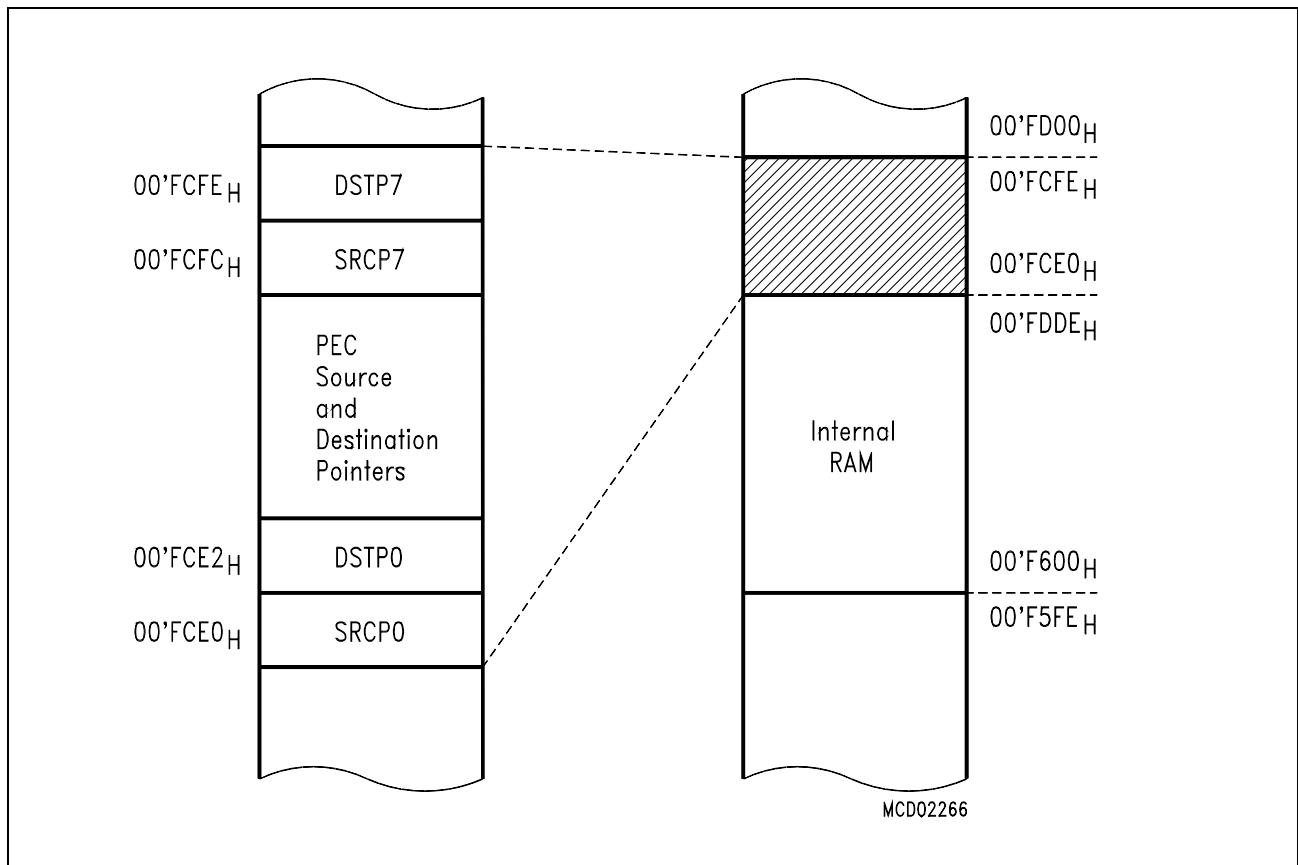 00'FCFEH
DSTP7
00'FCFCH
SRCP7
PEC
Source
and
Destination
Pointers
00'FCE2H
DSTP0
00'FCE0H
SRCP0
00'FD00H
00'FCFEH
00'FCE0H
00'FDDEH
Internal
RAM
00'F600H
00'F5FEH
MCD02266